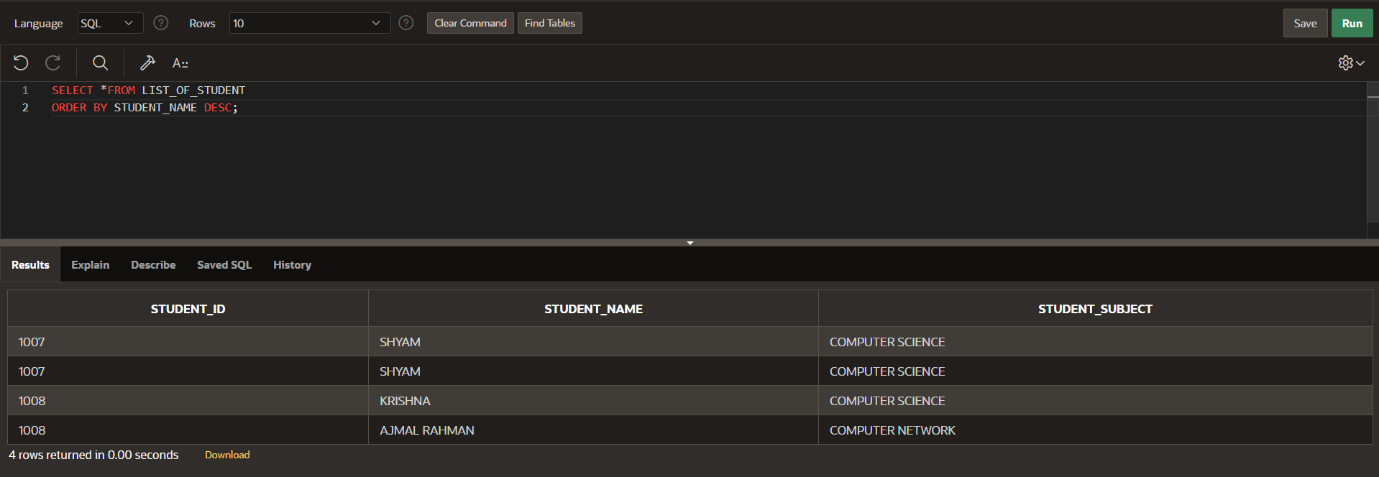 Language SQL Rows 10 Clear Command Find Tables Save Run
A::
1 SELECT *FROM LIST_OF_STUDENT
2 ORDER BY STUDENT_NAME DESC;
Results Explain Describe Saved SQL History
STUDENT_ID STUDENT_NAME STUDENT_SUBJECT
1007 SHYAM COMPUTER SCIENCE
1007 SHYAM COMPUTER SCIENCE
1008 KRISHNA COMPUTER SCIENCE
1008 AJMAL RAHMAN COMPUTER NETWORK
4 rows returned in 0.00 seconds Download